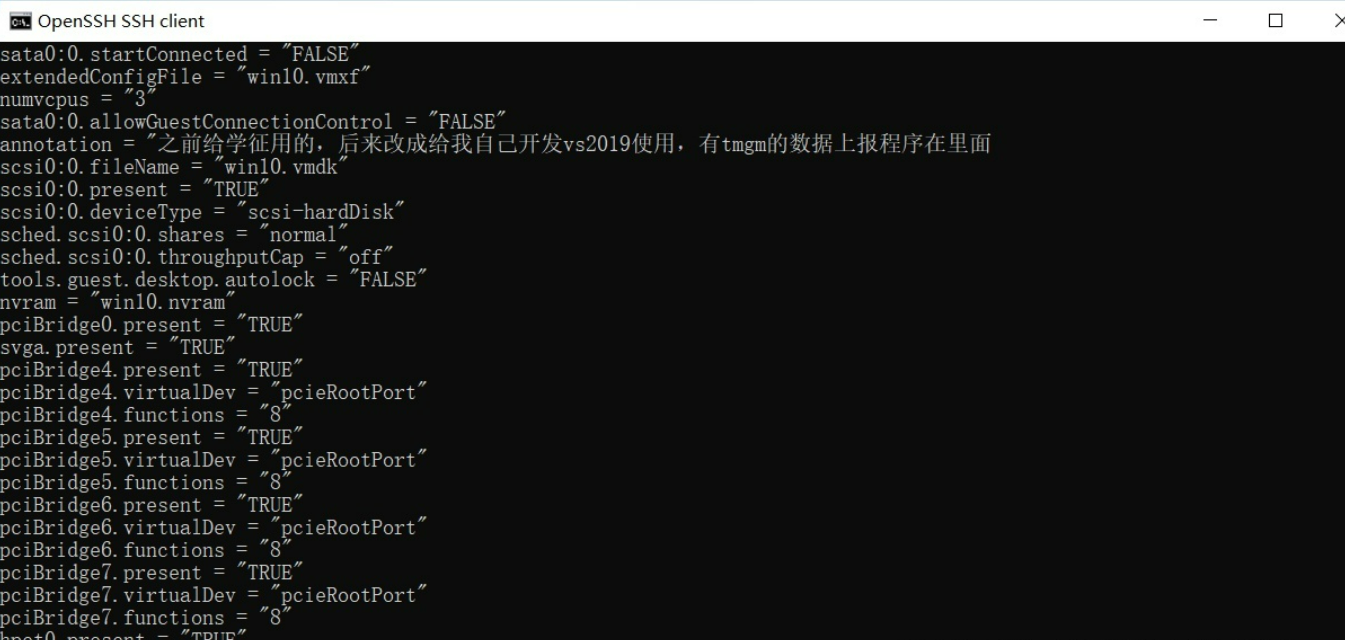 OpenSSH SSH client
sata0:0.startConnected = "FALSE"
extendedConfigFile = "win10.vmxf"
numvcpus = "3"
sata0:0.allowGuestConnectionControl = "FALSE"
annotation = "之前给学征用的，后来改成给我自己开发vs2019使用，有tmgm的数据上报程序在里面
scsi0:0.fileName = "win10.vmdk"
scsi0:0.present = "TRUE"
scsi0:0.deviceType = "scsi-hardDisk"
sched.scsi0:0.shares = "normal"
sched.scsi0:0.throughputCap = "off"
tools.guest.desktop.autolock = "FALSE"
nvram = "win10.nvram"
pciBridge0.present = "TRUE"
svga.present = "TRUE"
pciBridge4.present = "TRUE"
pciBridge4.virtualDev = "pcieRootPort"
pciBridge4.functions = "8"
pciBridge5.present = "TRUE"
pciBridge5.virtualDev = "pcieRootPort"
pciBridge5.functions = "8"
pciBridge6.present = "TRUE"
pciBridge6.virtualDev = "pcieRootPort"
pciBridge6.functions = "8"
pciBridge7.present = "TRUE"
pciBridge7.virtualDev = "pcieRootPort"
pciBridge7.functions = "8"
hpet0.present = "TRUE"